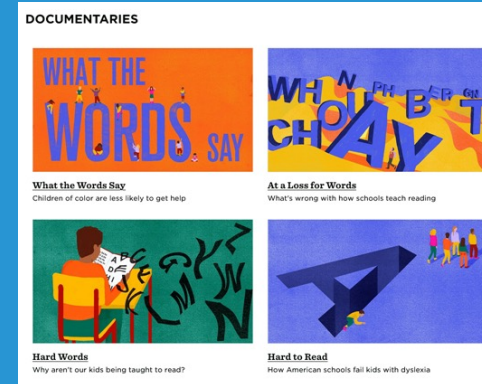 DOCUMENTARIES
WHAT THE
WORDS
SAY
What the Words Say
Children of color are less likely to get help
At a Loss for Words
What's wrong with how schools teach reading
Hard Words
Why aren't our kids being taught to read?
Hard to Read
How American schools fail kids with dyslexia